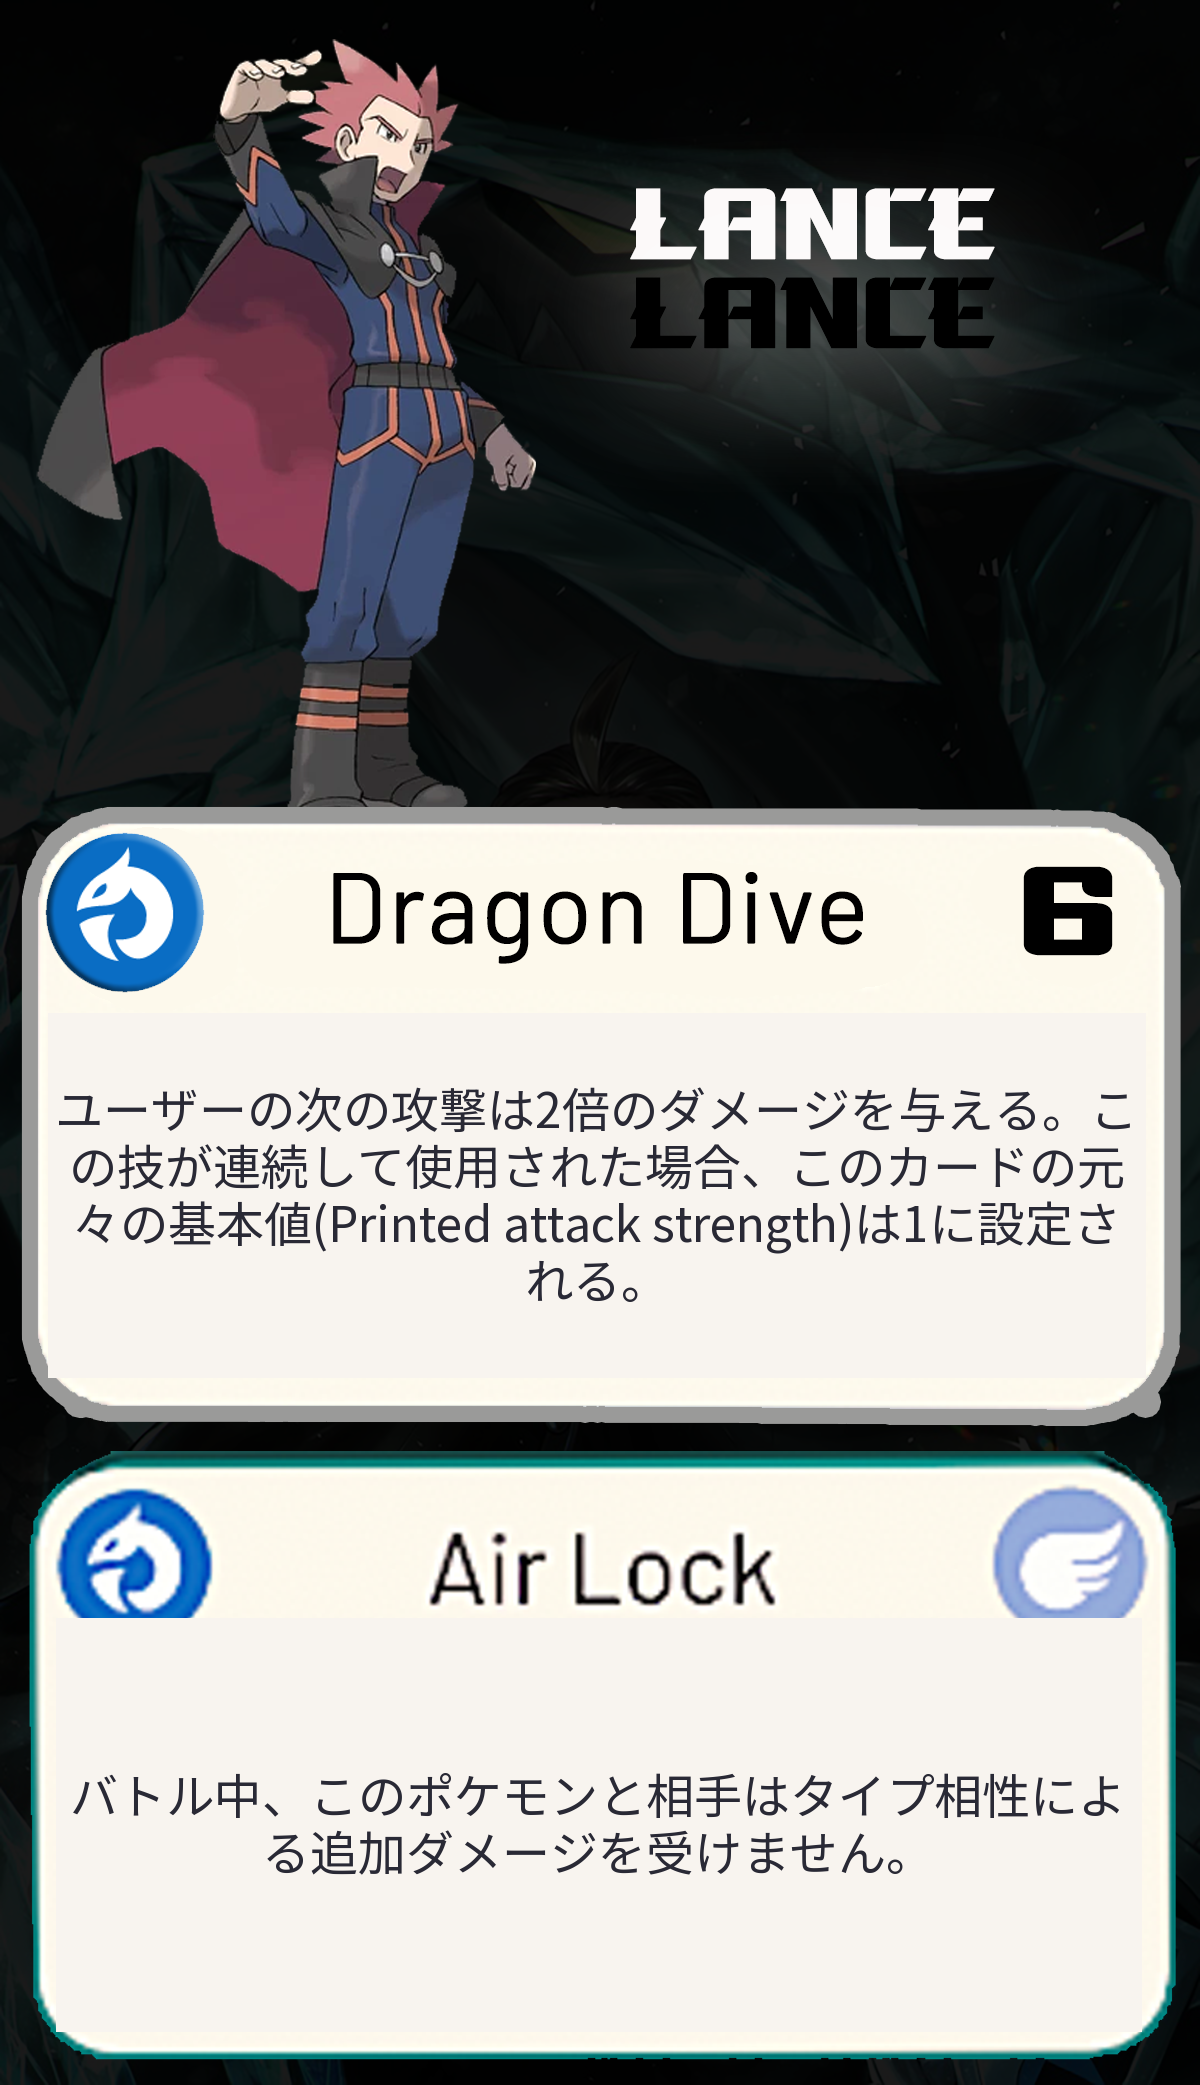 LANCE
LANCE
Dragon Dive 6
ユーザーの次の攻撃は2倍のダメージを与える。こ
の技が連続して使用された場合、このカードの元
々の基本値(Printed attack strength)は1に設定さ
れる。
Air Lock
バトル中、このポケモンと相手はタイプ相性によ
る追加ダメージを受けません。